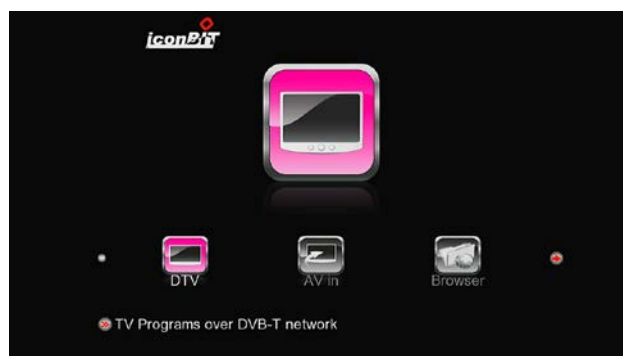 iconBIT
DTV
AV in
Browser
TV Programs over DVB-T network